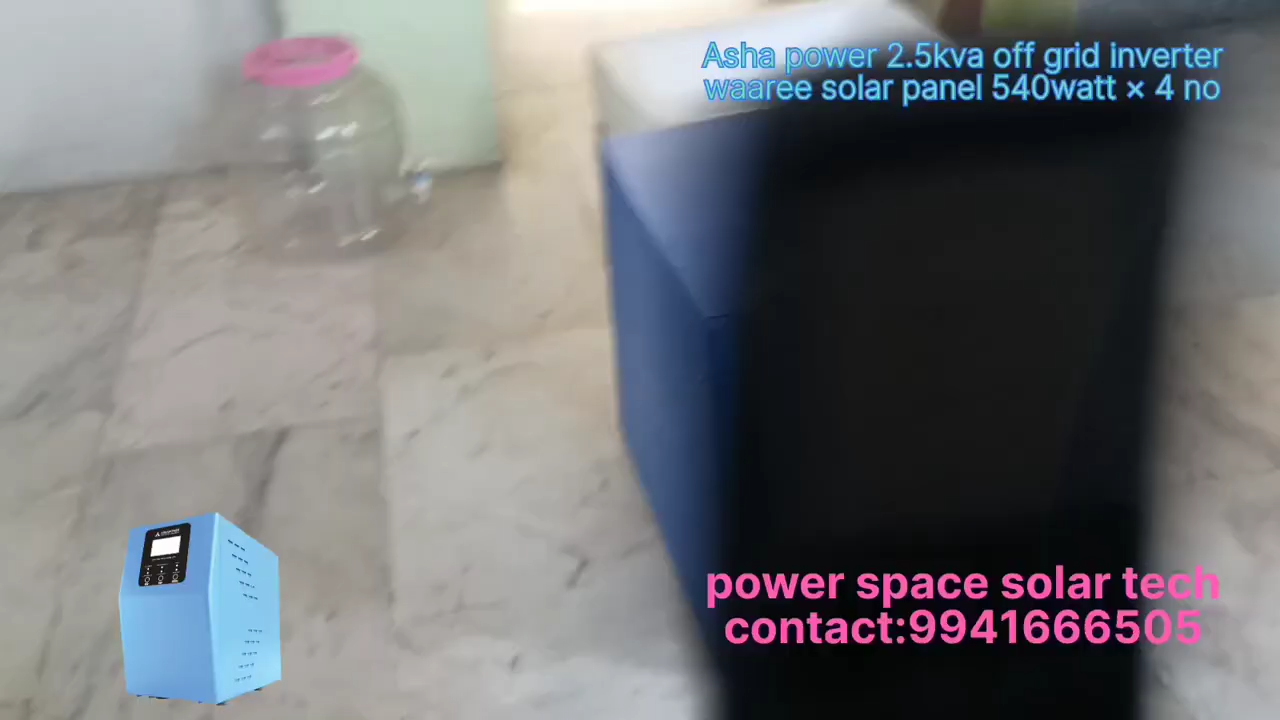 Asha power 2.5kva off grid inverter
waaree solar panel 540watt × 4 no
power space solar tech
contact:9941666505